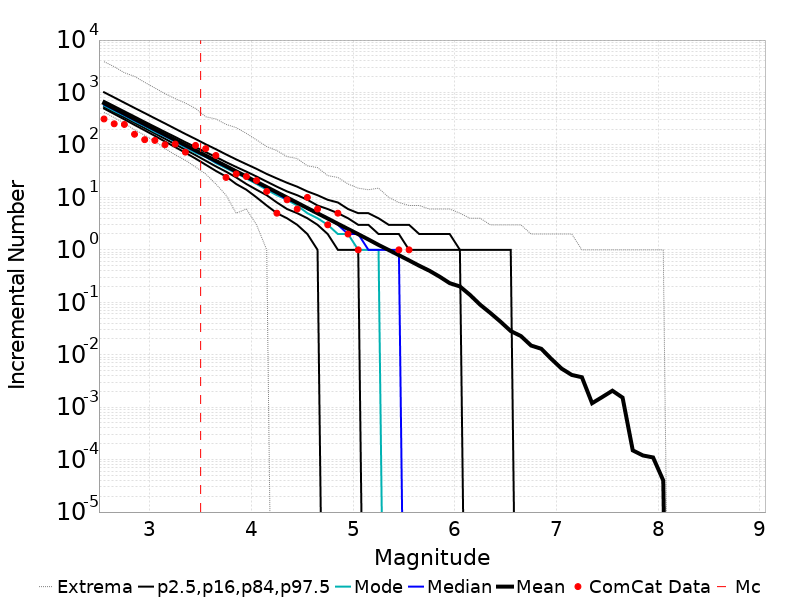 10^4
10^3
10^2
10^1
10^0
10^-1
10^-2
10^-3
10^-4
10^-5
Incremental Number
3 4 5 6 7 8 9
Magnitude
Extrema p2.5,p16,p84,p97.5 Mode Median Mean ComCat Data Mc